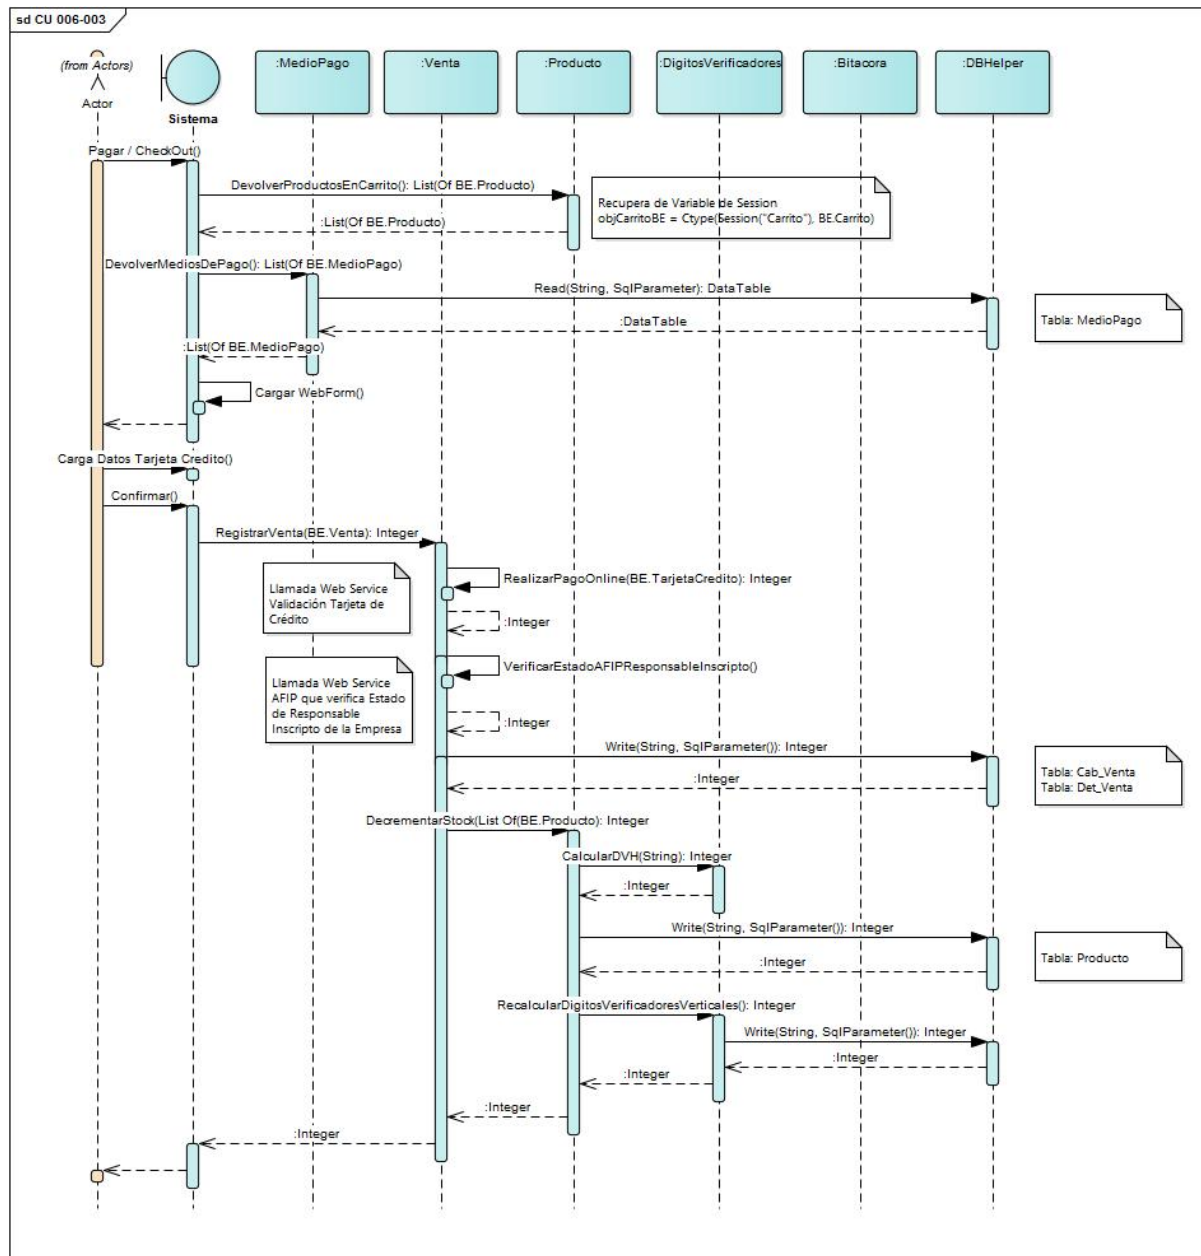 sd CU 006-003
(from Actors)
Actor
Sistema
:MedioPago
:Venta
:Producto
:DigitosVerificadores
:Bitacora
:DBHelper
Pagar / CheckOut()
DevolverProductosEnCarrito(): List(Of BE.Producto)
Recupera de Variable de Session
objCarritoBE = Ctype(Session("Carrito"), BE.Carrito)
:List(Of BE.Producto)
DevolverMediosDePago(): List(Of BE.MedioPago)
Read(String, SqlParameter): DataTable
:DataTable
Tabla: MedioPago
:List(Of BE.MedioPago)
Cargar WebForm()
Carga Datos Tarjeta Credito()
Confirmar()
RegistrarVenta(BE.Venta): Integer
RealizarPagoOnline(BE.TarjetaCredito): Integer
Llamada Web Service
Validación Tarjeta de
Crédito
:Integer
VerificarEstadoAFIPResponsableInscripto()
Llamada Web Service
AFIP que verifica Estado
de Responsable
Inscripto de la Empresa
:Integer
Write(String, SqlParameter()): Integer
:Integer
Tabla: Cab_Venta
Tabla: Det_Venta
DecrementarStock(List Of(BE.Producto): Integer
CalcularDVH(String): Integer
:Integer
Write(String, SqlParameter()): Integer
:Integer
Tabla: Producto
RecalcularDigitosVerificadoresVerticales(): Integer
Write(String, SqlParameter()): Integer
:Integer
:Integer
:Integer
:Integer